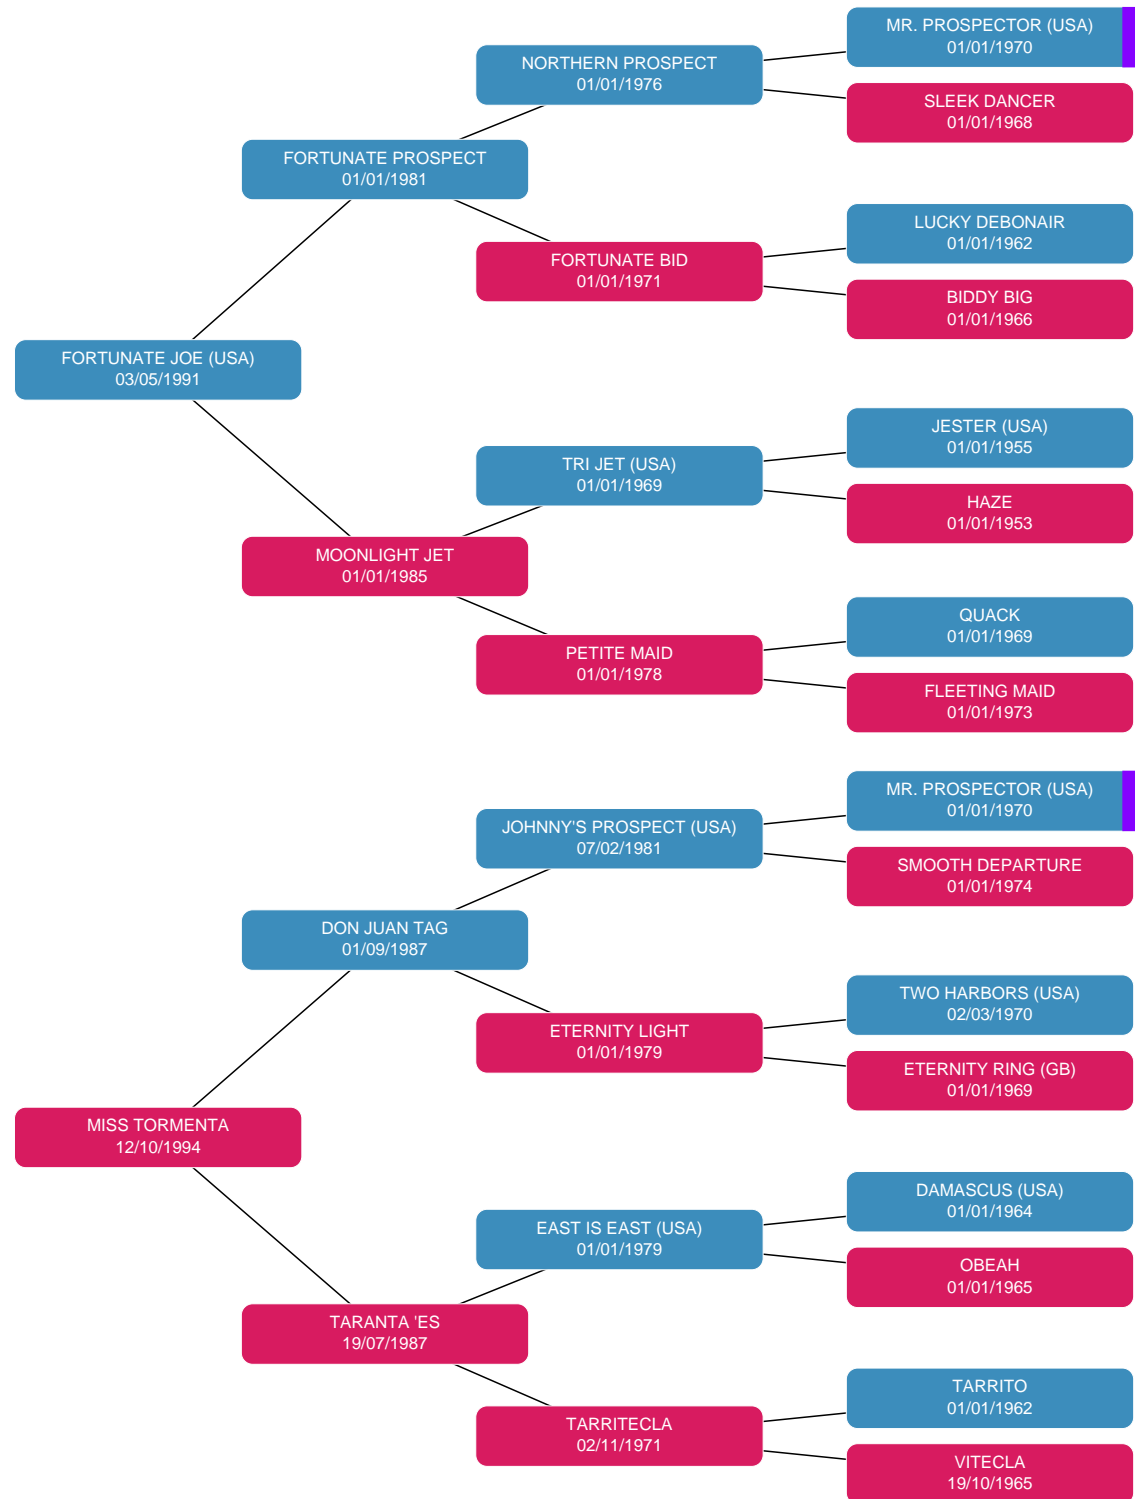 MR. PROSPECTOR (USA)
01/01/1970
NORTHERN PROSPECT
01/01/1976
SLEEK DANCER
01/01/1968
FORTUNATE PROSPECT
01/01/1981
LUCKY DEBONAIR
01/01/1962
FORTUNATE BID
01/01/1971
BIDDY BIG
01/01/1966
FORTUNATE JOE (USA)
03/05/1991
JESTER (USA)
01/01/1955
TRI JET (USA)
01/01/1969
HAZE
01/01/1953
MOONLIGHT JET
01/01/1985
QUACK
01/01/1969
PETITE MAID
01/01/1978
FLEETING MAID
01/01/1973
MR. PROSPECTOR (USA)
01/01/1970
JOHNNY'S PROSPECT (USA)
07/02/1981
SMOOTH DEPARTURE
01/01/1974
DON JUAN TAG
01/09/1987
TWO HARBORS (USA)
02/03/1970
ETERNITY LIGHT
01/01/1979
ETERNITY RING (GB)
01/01/1969
MISS TORMENTA
12/10/1994
DAMASCUS (USA)
01/01/1964
EAST IS EAST (USA)
01/01/1979
OBEAH
01/01/1965
TARANTA 'ES
19/07/1987
TARRITO
01/01/1962
TARRITECLA
02/11/1971
VITECLA
19/10/1965